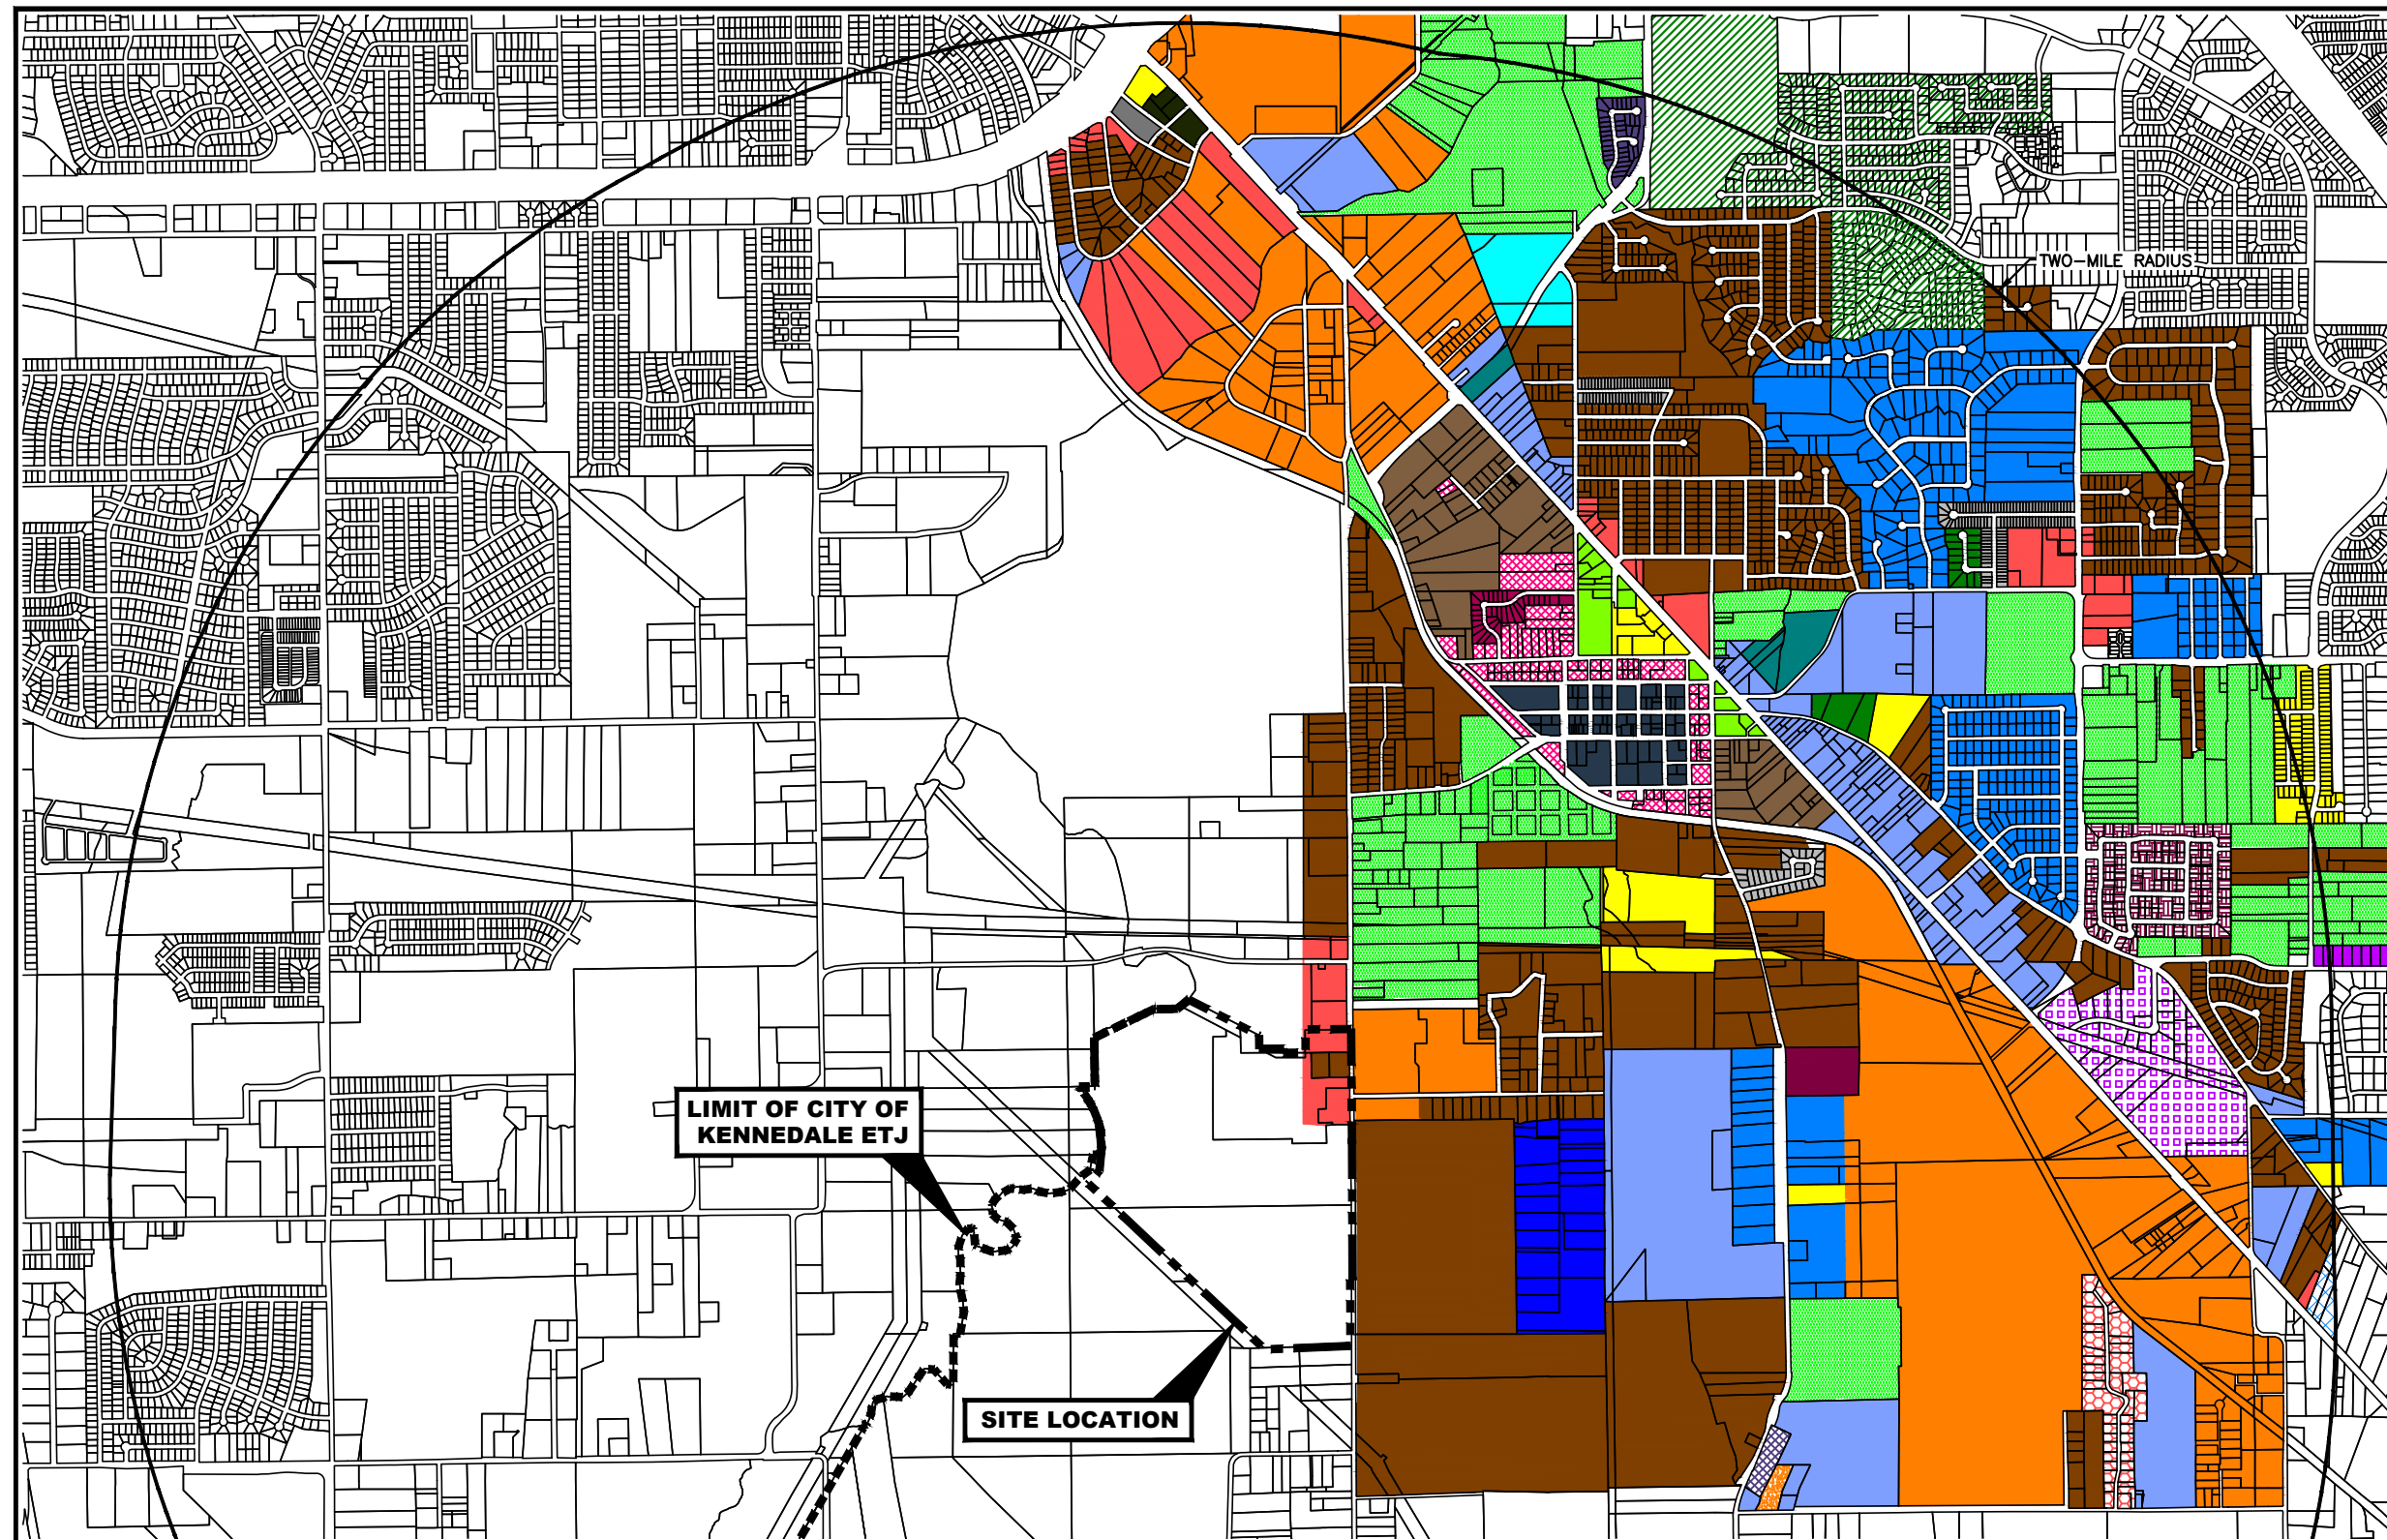 TWO-MILE RADIUS
LIMIT OF CITY OF
KENNEDALE ETJ
SITE LOCATION